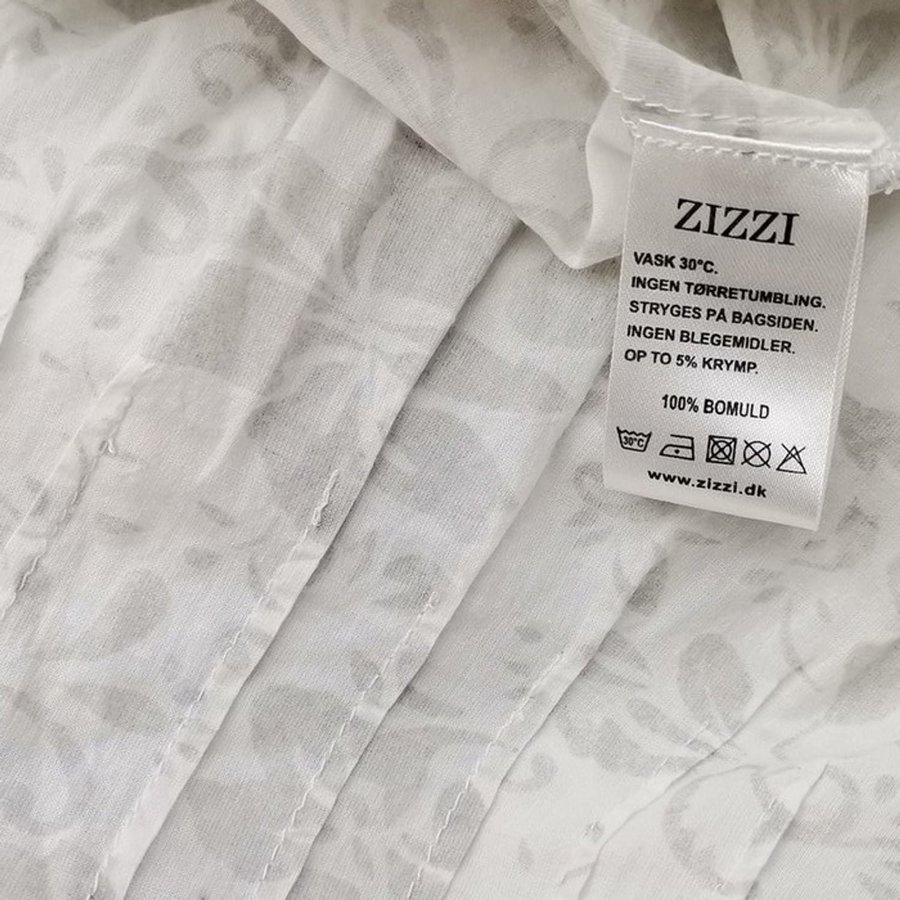 ZIZZI
VASK 30°C.
INGEN TØRRETUMBLING.
STRYGES PÅ BAGSIDEN.
INGEN BLEGEMIDLER.
OP TO 5% KRYMP.
100% BOMULD
30°C
www.zizzi.dk